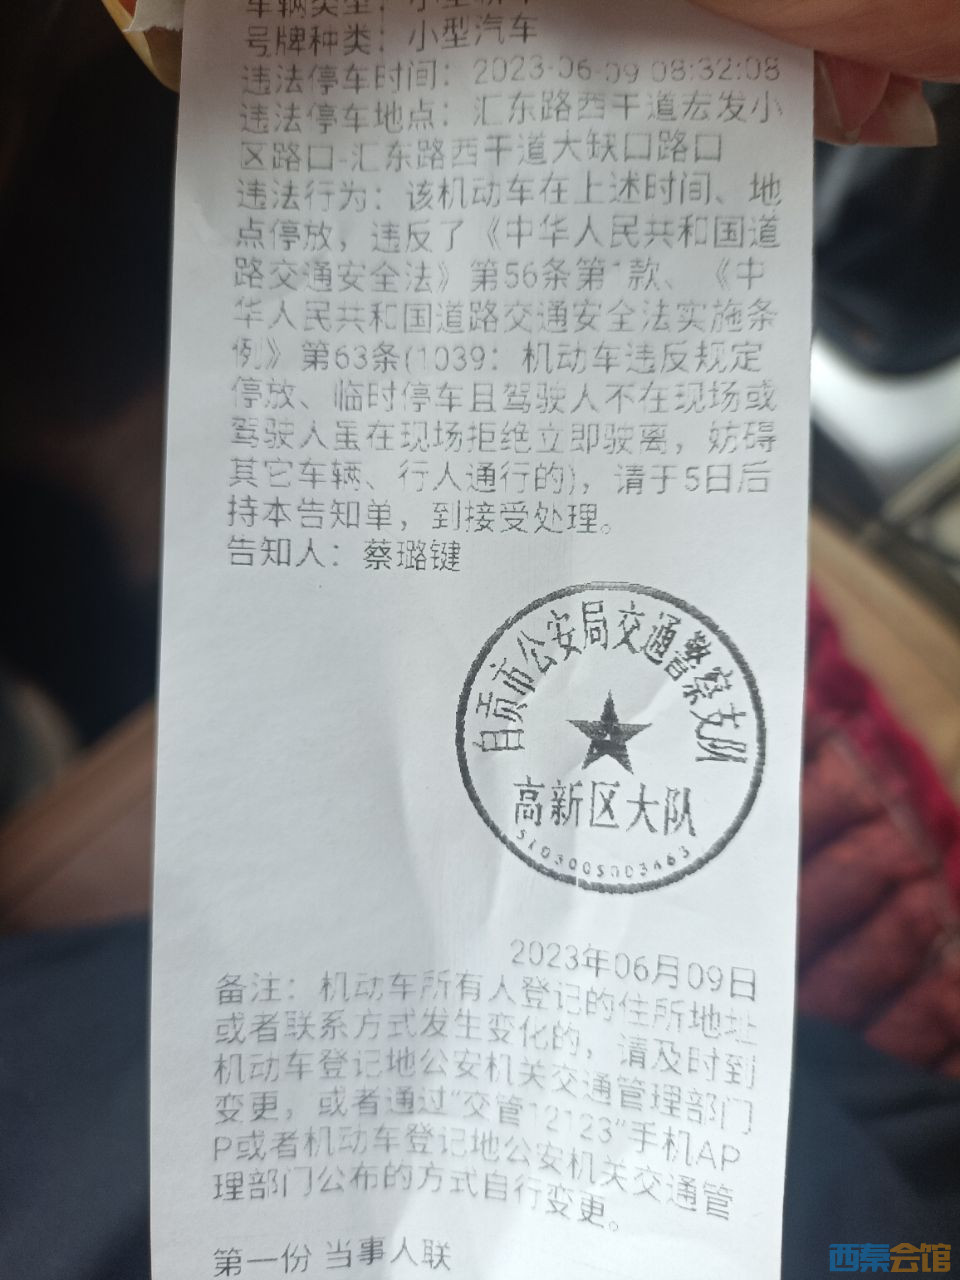 车辆类型：小型轿车
号牌种类：小型汽车
违法停车时间：2023-06-09 08:32:08
违法停车地点：汇东路西干道宏发小
区路口-汇东路西干道大缺口路口
违法行为：该机动车在上述时间、地
点停放，违反了《中华人民共和国道
路交通安全法》第56条第1款、《中
华人民共和国道路交通安全法实施条
例》第63条(1039：机动车违反规定
停放、临时停车且驾驶人不在现场或
驾驶人虽在现场拒绝立即驶离，妨碍
其它车辆、行人通行的)，请于5日后
持本告知单，到接受处理。
告知人：蔡璐键
自贡市公安局交通警察支队
高新区大队
5103005003463
2023年06月09日
备注：机动车所有人登记的住所地址
或者联系方式发生变化的，请及时到
机动车登记地公安机关交通管理部门
变更，或者通过“交管12123”手机AP
P或者机动车登记地公安机关交通管
理部门公布的方式自行变更。
第一份 当事人联
西秦会馆